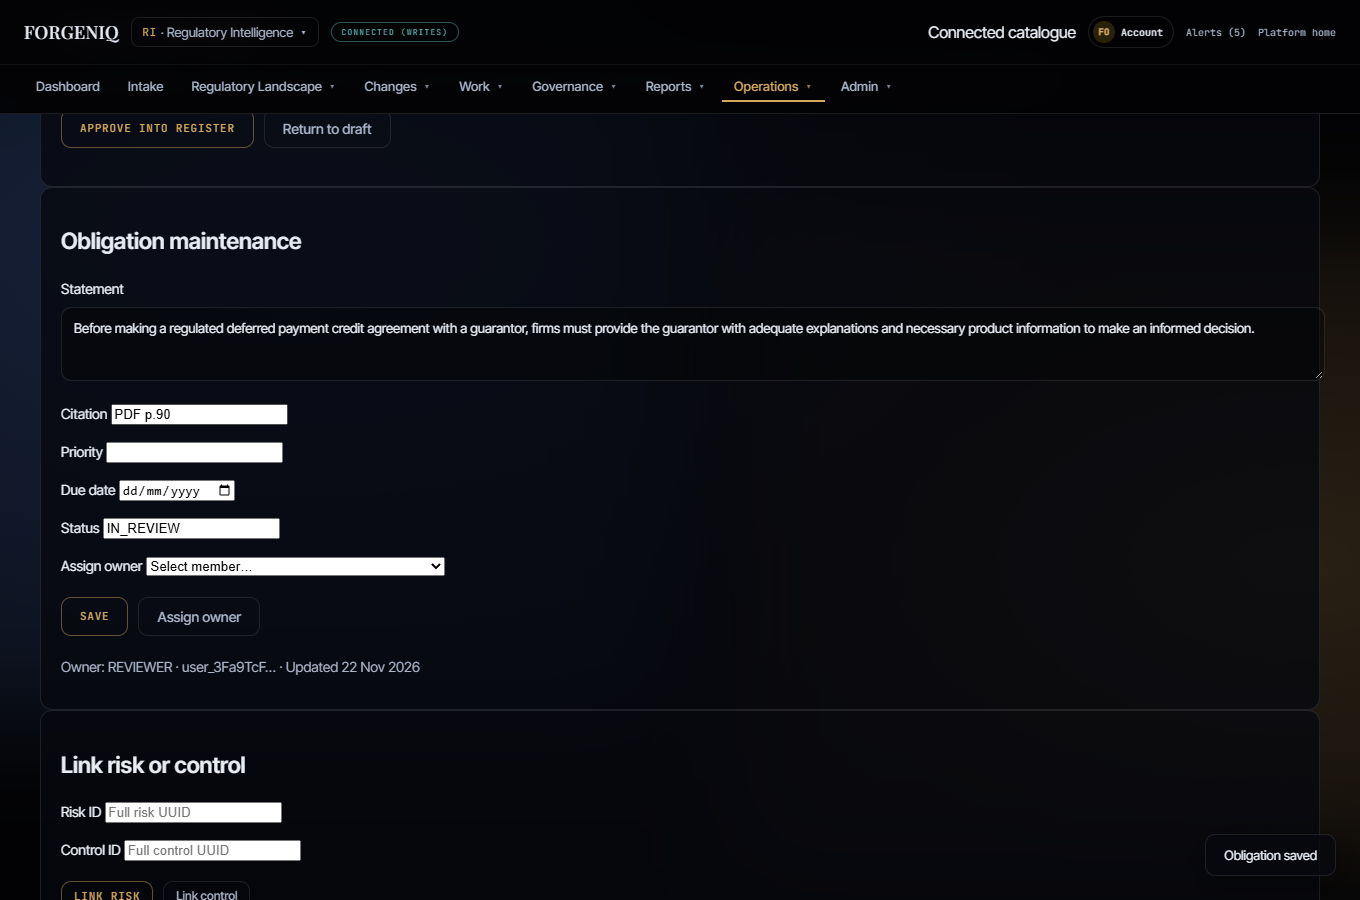 FORGENIQ
RI · Regulatory Intelligence
CONNECTED (WRITES)
Connected catalogue
FO Account
Alerts (5)
Platform home
Dashboard
Intake
Regulatory Landscape
Changes
Work
Governance
Reports
Operations
Admin
APPROVE INTO REGISTER
Return to draft
Obligation maintenance
Statement
Before making a regulated deferred payment credit agreement with a guarantor, firms must provide the guarantor with adequate explanations and necessary product information to make an informed decision.
Citation PDF p.90
Priority
Due date dd/mm/yyyy
Status IN_REVIEW
Assign owner Select member...
SAVE
Assign owner
Owner: REVIEWER · user_3Fa9TcF... · Updated 22 Nov 2026
Link risk or control
Risk ID Full risk UUID
Control ID Full control UUID
LINK RISK
Link control
Obligation saved